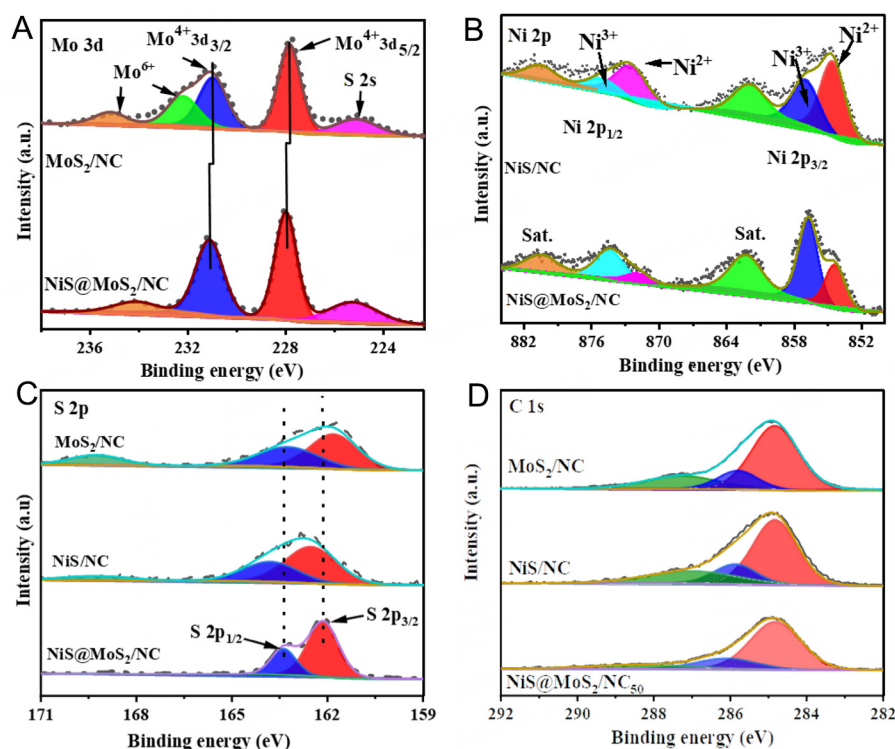 A
Mo 3d
Mo⁴⁺3d₃/₂
Mo⁴⁺3d₅/₂
Mo⁶⁺
S 2s
MoS₂/NC
NiS@MoS₂/NC
Intensity (a.u.)
236 231 228 224
Binding energy (eV)
B
Ni 2p
Ni³⁺
Ni²⁺
Ni³⁺
Ni²⁺
Ni 2p₁/₂
Ni 2p₃/₂
NiS/NC
Sat.
Sat.
NiS@MoS₂/NC
Intensity (a.u.)
882 876 870 864 858 852
Binding energy (eV)
C
S 2p
MoS₂/NC
NiS/NC
S 2p₁/₂
S 2p₃/₂
NiS@MoS₂/NC
Intensity (a.u)
171 168 165 162 159
Binding energy (eV)
D
C 1s
MoS₂/NC
NiS/NC
NiS@MoS₂/NC₅₀
Intensity (a.u.)
292 290 288 286 284 282
Binding energy (eV)